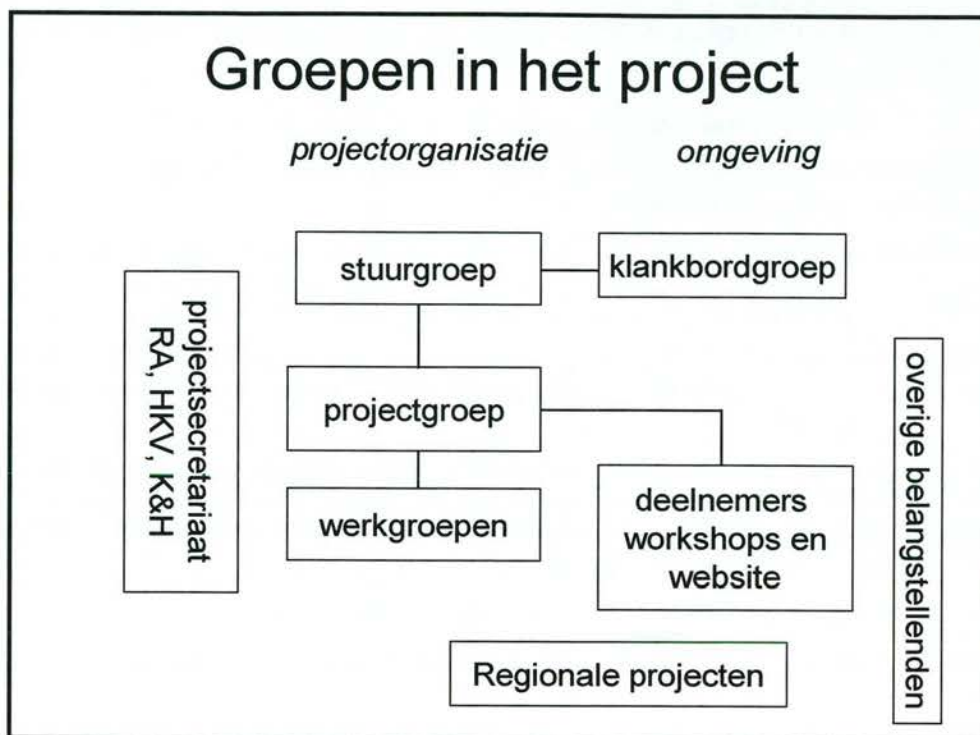 Groepen in het project
projectorganisatie
omgeving
stuurgroep
klankbordgroep
projectsecretariaat
RA, HKV, K&H
projectgroep
overige belangstellenden
werkgroepen
deelnemers
workshops en
website
Regionale projecten